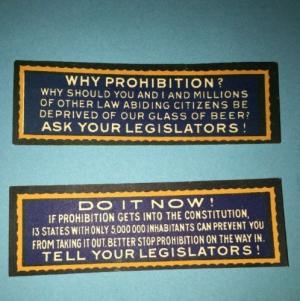 WHY PROHIBITION?
WHY SHOULD YOU AND I AND MILLIONS
OF OTHER LAW ABIDING CITIZENS BE
DEPRIVED OF OUR GLASS OF BEER?
ASK YOUR LEGISLATORS!
DO IT NOW!
IF PROHIBITION GETS INTO THE CONSTITUTION,
13 STATES WITH ONLY 5,000,000 INHABITANTS CAN PREVENT YOU
FROM TAKING IT OUT. BETTER STOP PROHIBITION ON THE WAY IN.
TELL YOUR LEGISLATORS!